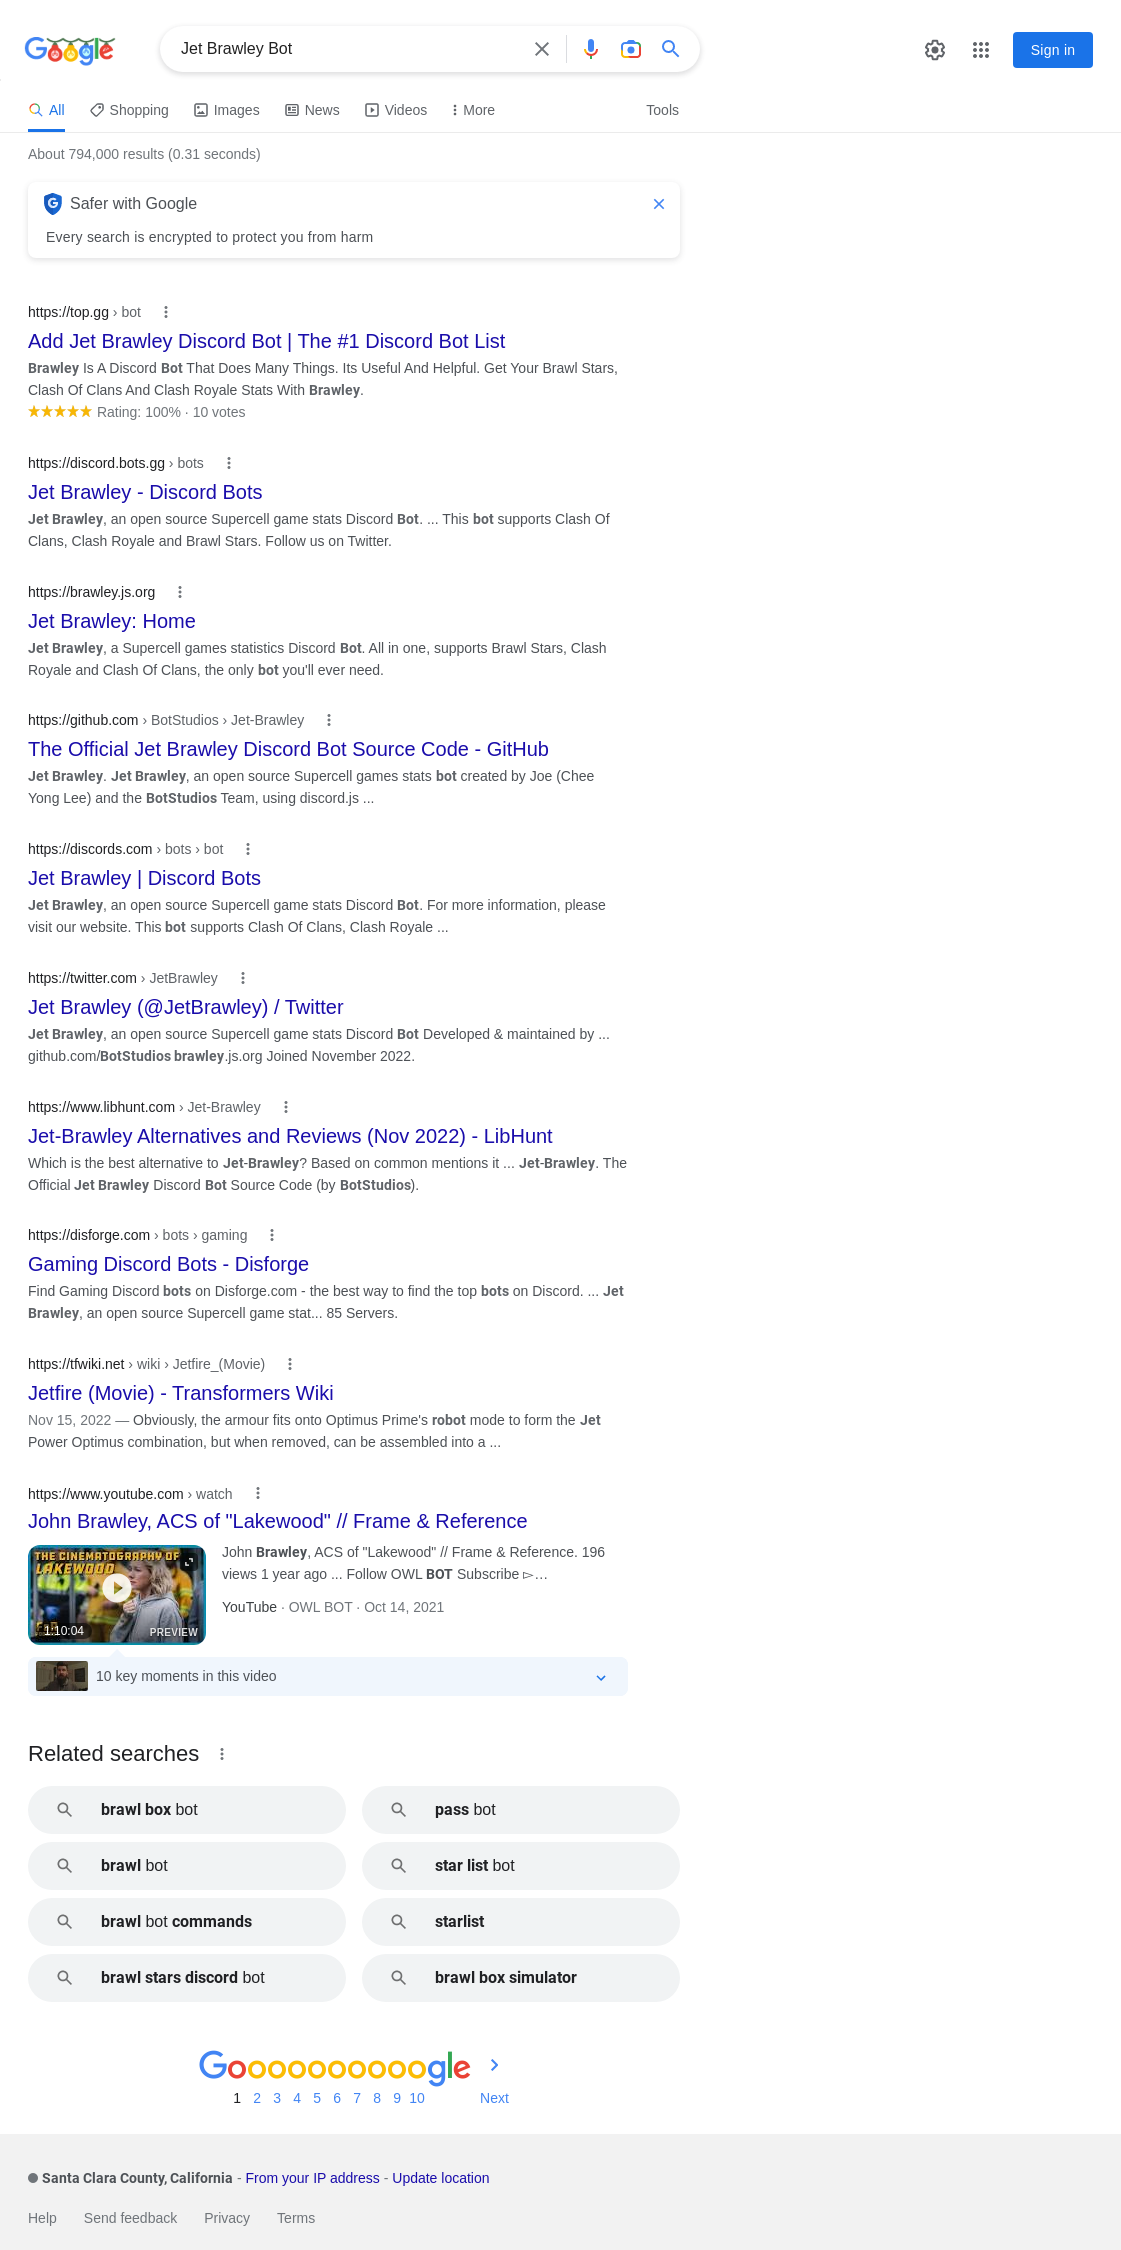 Google
Jet Brawley Bot
Sign in
All
Shopping
Images
News
Videos
More
Tools
About 794,000 results (0.31 seconds)
Safer with Google
Every search is encrypted to protect you from harm
https://top.gg › bot
Add Jet Brawley Discord Bot | The #1 Discord Bot List
Brawley Is A Discord Bot That Does Many Things. Its Useful And Helpful. Get Your Brawl Stars,
Clash Of Clans And Clash Royale Stats With Brawley.
Rating: 100% · 10 votes
https://discord.bots.gg › bots
Jet Brawley - Discord Bots
Jet Brawley, an open source Supercell game stats Discord Bot. ... This bot supports Clash Of
Clans, Clash Royale and Brawl Stars. Follow us on Twitter.
https://brawley.js.org
Jet Brawley: Home
Jet Brawley, a Supercell games statistics Discord Bot. All in one, supports Brawl Stars, Clash
Royale and Clash Of Clans, the only bot you'll ever need.
https://github.com › BotStudios › Jet-Brawley
The Official Jet Brawley Discord Bot Source Code - GitHub
Jet Brawley. Jet Brawley, an open source Supercell games stats bot created by Joe (Chee
Yong Lee) and the BotStudios Team, using discord.js ...
https://discords.com › bots › bot
Jet Brawley | Discord Bots
Jet Brawley, an open source Supercell game stats Discord Bot. For more information, please
visit our website. This bot supports Clash Of Clans, Clash Royale ...
https://twitter.com › JetBrawley
Jet Brawley (@JetBrawley) / Twitter
Jet Brawley, an open source Supercell game stats Discord Bot Developed & maintained by ...
github.com/BotStudios brawley.js.org Joined November 2022.
https://www.libhunt.com › Jet-Brawley
Jet-Brawley Alternatives and Reviews (Nov 2022) - LibHunt
Which is the best alternative to Jet-Brawley? Based on common mentions it ... Jet-Brawley. The
Official Jet Brawley Discord Bot Source Code (by BotStudios).
https://disforge.com › bots › gaming
Gaming Discord Bots - Disforge
Find Gaming Discord bots on Disforge.com - the best way to find the top bots on Discord. ... Jet
Brawley, an open source Supercell game stat... 85 Servers.
https://tfwiki.net › wiki › Jetfire_(Movie)
Jetfire (Movie) - Transformers Wiki
Nov 15, 2022 — Obviously, the armour fits onto Optimus Prime's robot mode to form the Jet
Power Optimus combination, but when removed, can be assembled into a ...
https://www.youtube.com › watch
John Brawley, ACS of "Lakewood" // Frame & Reference
THE CINEMATOGRAPHY OF
LAKEWOOD
1:10:04
PREVIEW
John Brawley, ACS of "Lakewood" // Frame & Reference. 196
views 1 year ago ... Follow OWL BOT Subscribe ▻…
YouTube · OWL BOT · Oct 14, 2021
10 key moments in this video
Related searches
brawl box bot
pass bot
brawl bot
star list bot
brawl bot commands
starlist
brawl stars discord bot
brawl box simulator
Goooooooooogle
1 2 3 4 5 6 7 8 9 10 Next
Santa Clara County, California - From your IP address - Update location
Help
Send feedback
Privacy
Terms